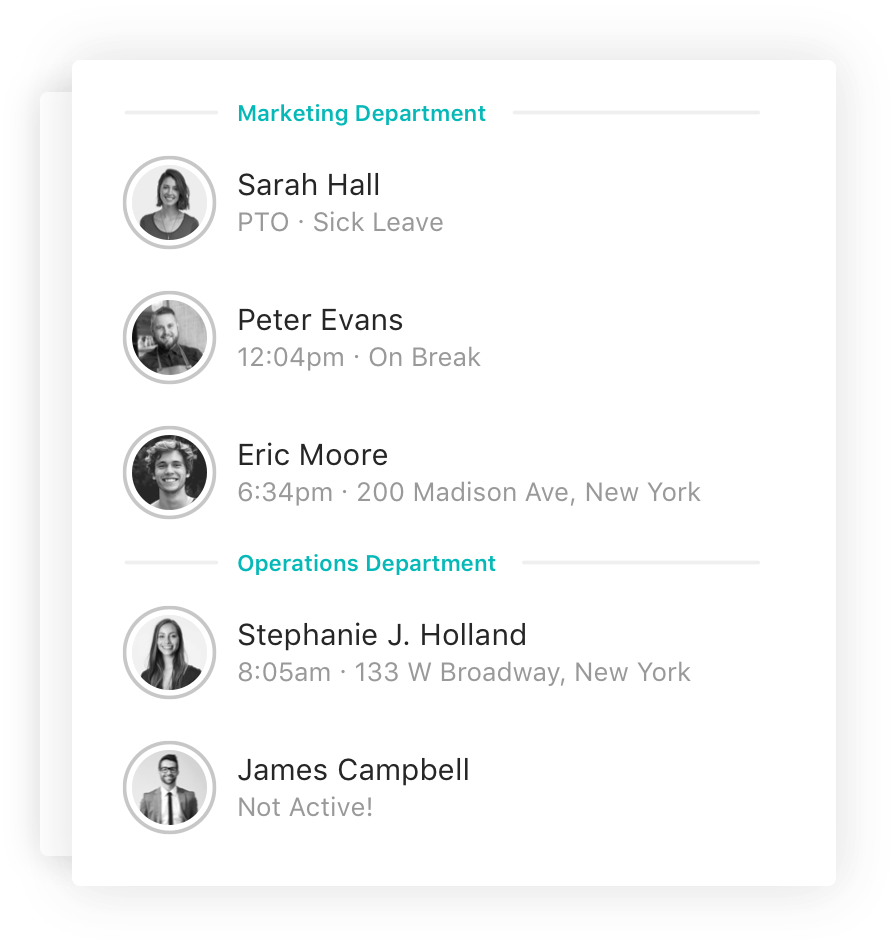 Marketing Department
Sarah Hall
PTO · Sick Leave
Peter Evans
12:04pm · On Break
Eric Moore
6:34pm · 200 Madison Ave, New York
Operations Department
Stephanie J. Holland
8:05am · 133 W Broadway, New York
James Campbell
Not Active!